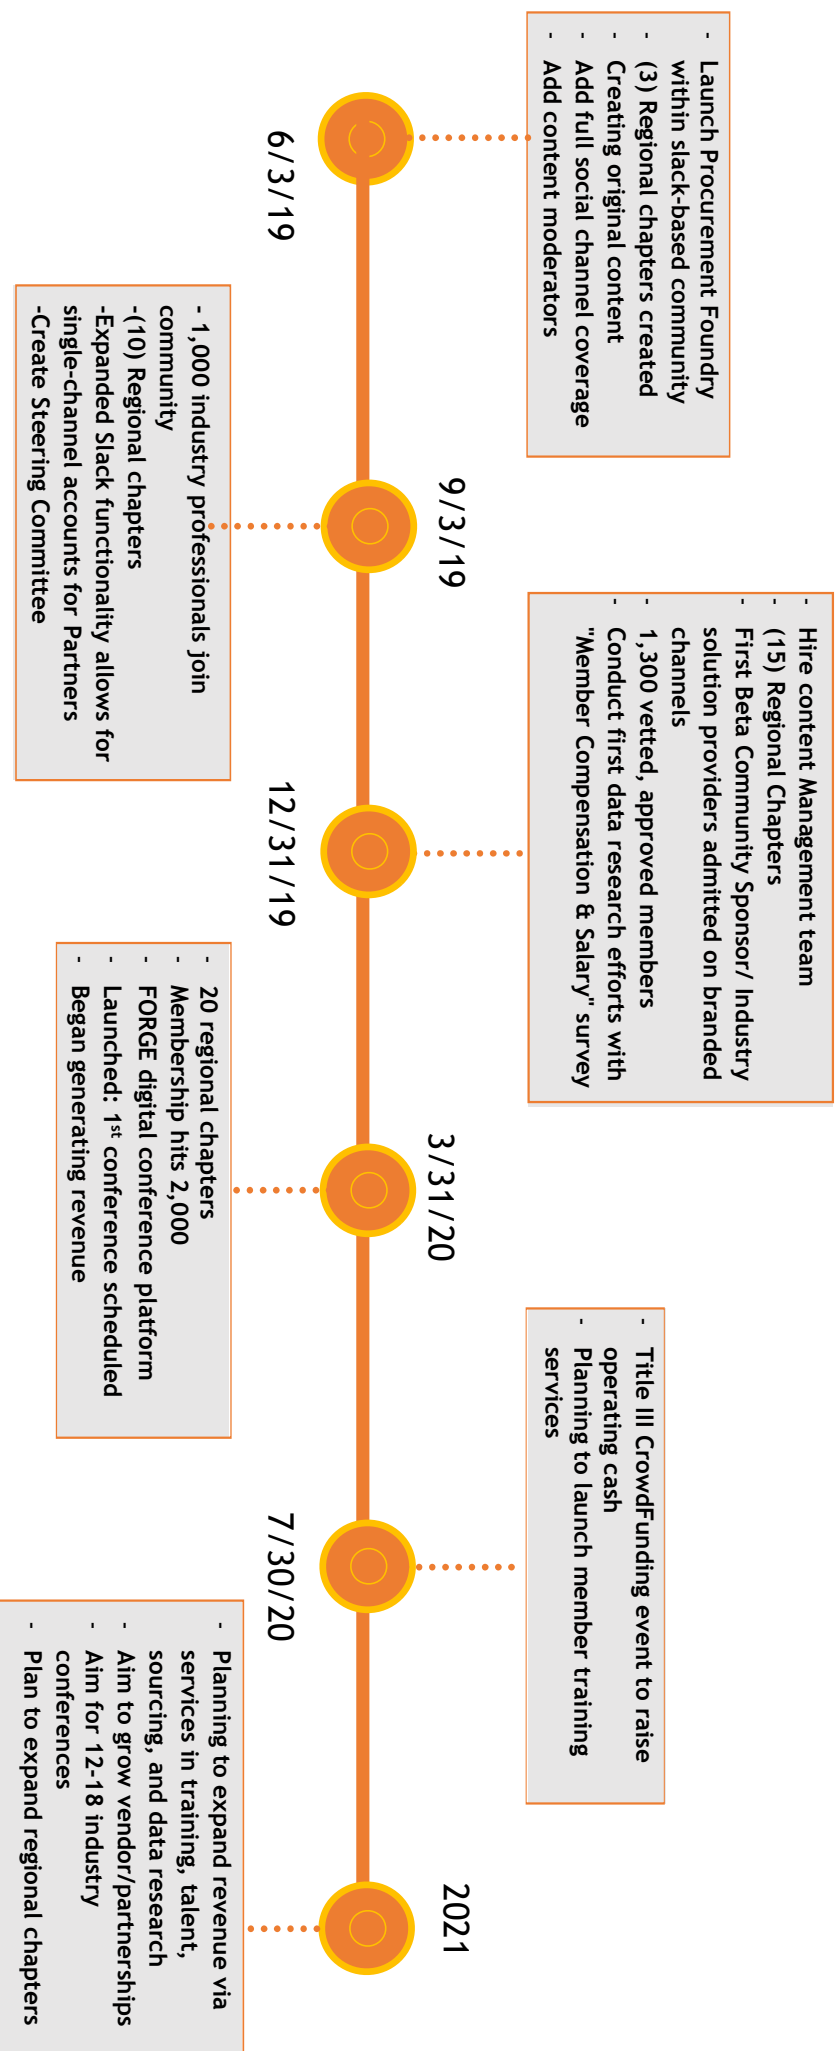 - Launch Procurement Foundry
within slack-based community
- (3) Regional chapters created
- Creating original content
- Add full social channel coverage
- Add content moderators
6/3/19
9/3/19
- 1,000 industry professionals join
community
-(10) Regional chapters
-Expanded Slack functionality allows for
single-channel accounts for Partners
-Create Steering Committee
- Hire content Management team
- (15) Regional Chapters
- First Beta Community Sponsor/ Industry
solution providers admitted on branded
channels
- 1,300 vetted, approved members
- Conduct first data research efforts with
"Member Compensation & Salary" survey
12/31/19
3/31/20
- 20 regional chapters
- Membership hits 2,000
- FORGE digital conference platform
- Launched: 1st conference scheduled
- Began generating revenue
- Title III CrowdFunding event to raise
operating cash
- Planning to launch member training
services
7/30/20
2021
- Planning to expand revenue via
services in training, talent,
sourcing, and data research
- Aim to grow vendor/partnerships
- Aim for 12-18 industry
conferences
- Plan to expand regional chapters